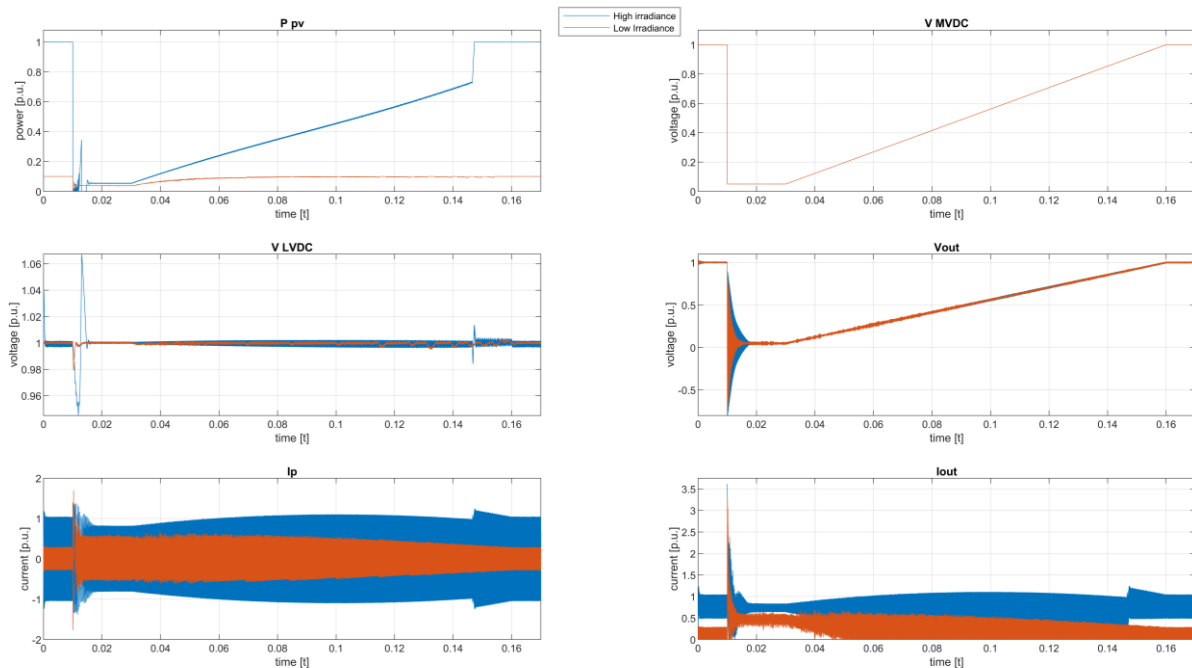 High irradiance
Low Irradiance
P pv
power [p.u.]
1
0.8
0.6
0.4
0.2
0
0 0.02 0.04 0.06 0.08 0.1 0.12 0.14 0.16
time [t]
V MVDC
voltage [p.u.]
1
0.8
0.6
0.4
0.2
0
0 0.02 0.04 0.06 0.08 0.1 0.12 0.14 0.16
time [t]
V LVDC
voltage [p.u.]
1.06
1.04
1.02
1
0.98
0.96
0 0.02 0.04 0.06 0.08 0.1 0.12 0.14 0.16
time [t]
Vout
voltage [p.u.]
1
0.5
0
-0.5
0 0.02 0.04 0.06 0.08 0.1 0.12 0.14 0.16
time [t]
Ip
current [p.u.]
2
1
0
-1
-2
0 0.02 0.04 0.06 0.08 0.1 0.12 0.14 0.16
time [t]
Iout
current [p.u.]
3.5
3
2.5
2
1.5
1
0.5
0
0 0.02 0.04 0.06 0.08 0.1 0.12 0.14 0.16
time [t]